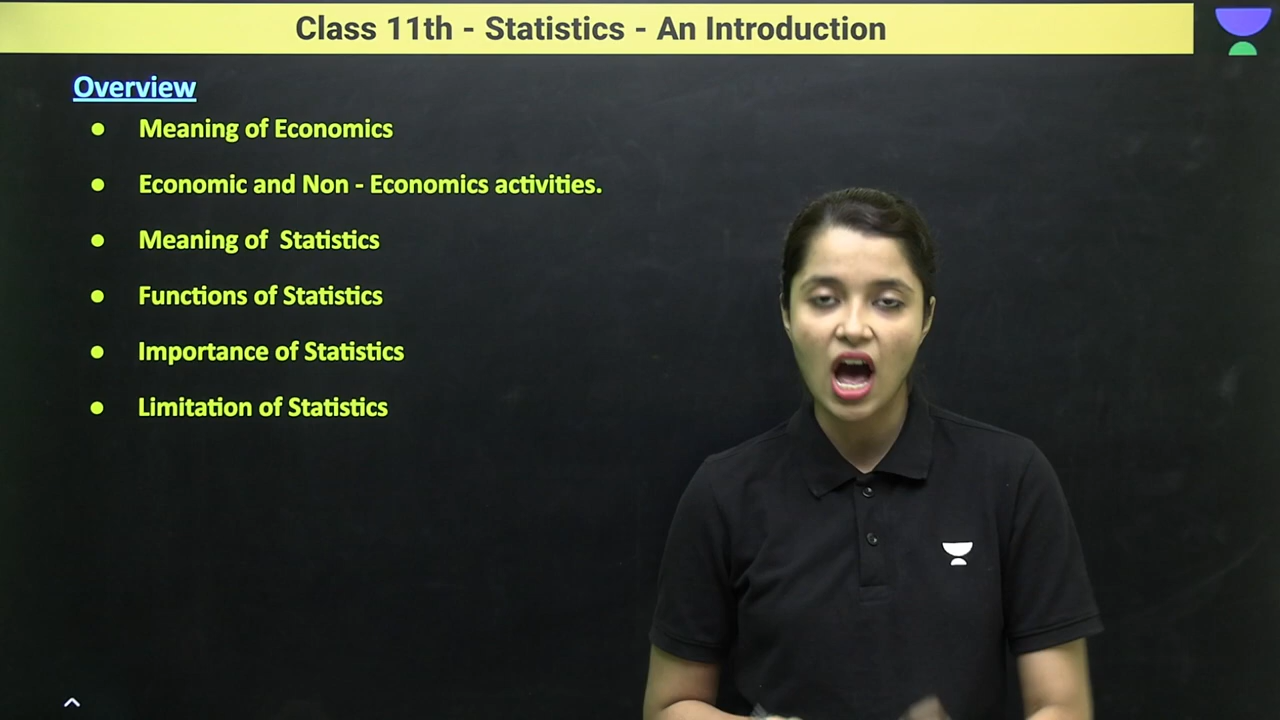 Class 11th - Statistics - An Introduction
Overview
● Meaning of Economics
● Economic and Non - Economics activities.
● Meaning of  Statistics
● Functions of Statistics
● Importance of Statistics
● Limitation of Statistics